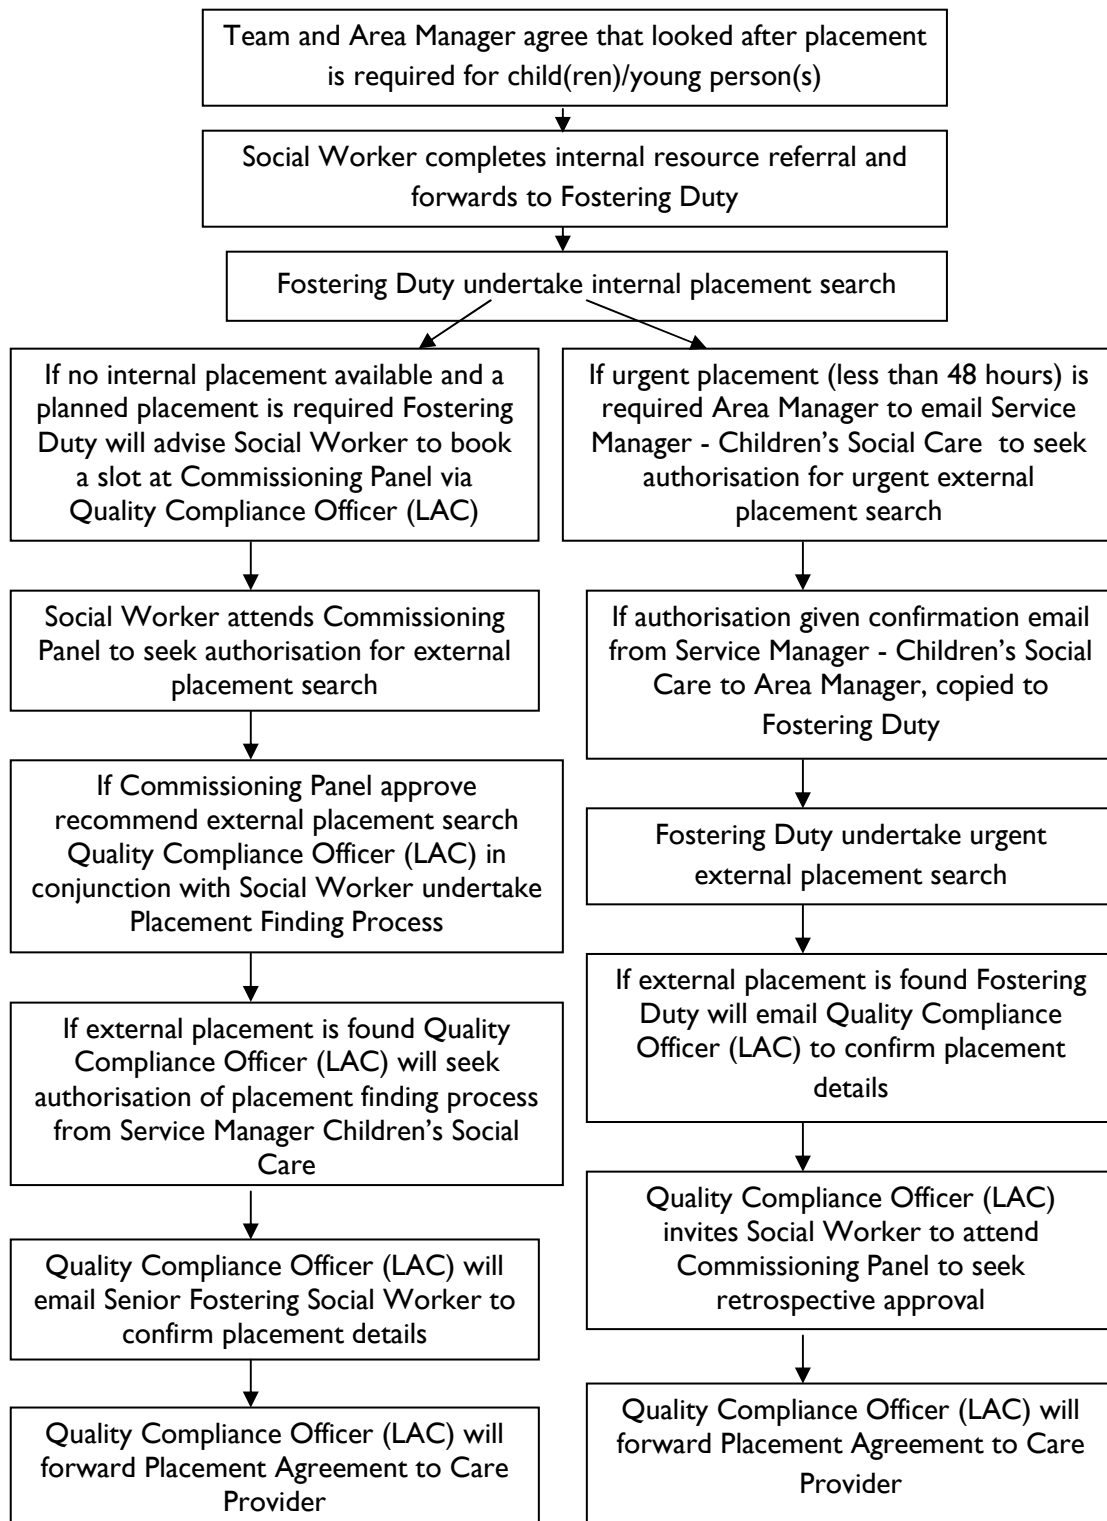 Team and Area Manager agree that looked after placement
is required for child(ren)/young person(s)
Social Worker completes internal resource referral and
forwards to Fostering Duty
Fostering Duty undertake internal placement search
If no internal placement available and a
planned placement is required Fostering
Duty will advise Social Worker to book
a slot at Commissioning Panel via
Quality Compliance Officer (LAC)
Social Worker attends Commissioning
Panel to seek authorisation for external
placement search
If Commissioning Panel approve
recommend external placement search
Quality Compliance Officer (LAC) in
conjunction with Social Worker undertake
Placement Finding Process
If external placement is found Quality
Compliance Officer (LAC) will seek
authorisation of placement finding process
from Service Manager Children’s Social
Care
Quality Compliance Officer (LAC) will
email Senior Fostering Social Worker to
confirm placement details
Quality Compliance Officer (LAC) will
forward Placement Agreement to Care
Provider
If urgent placement (less than 48 hours) is
required Area Manager to email Service
Manager - Children’s Social Care to seek
authorisation for urgent external
placement search
If authorisation given confirmation email
from Service Manager - Children’s Social
Care to Area Manager, copied to
Fostering Duty
Fostering Duty undertake urgent
external placement search
If external placement is found Fostering
Duty will email Quality Compliance
Officer (LAC) to confirm placement
details
Quality Compliance Officer (LAC)
invites Social Worker to attend
Commissioning Panel to seek
retrospective approval
Quality Compliance Officer (LAC) will
forward Placement Agreement to Care
Provider